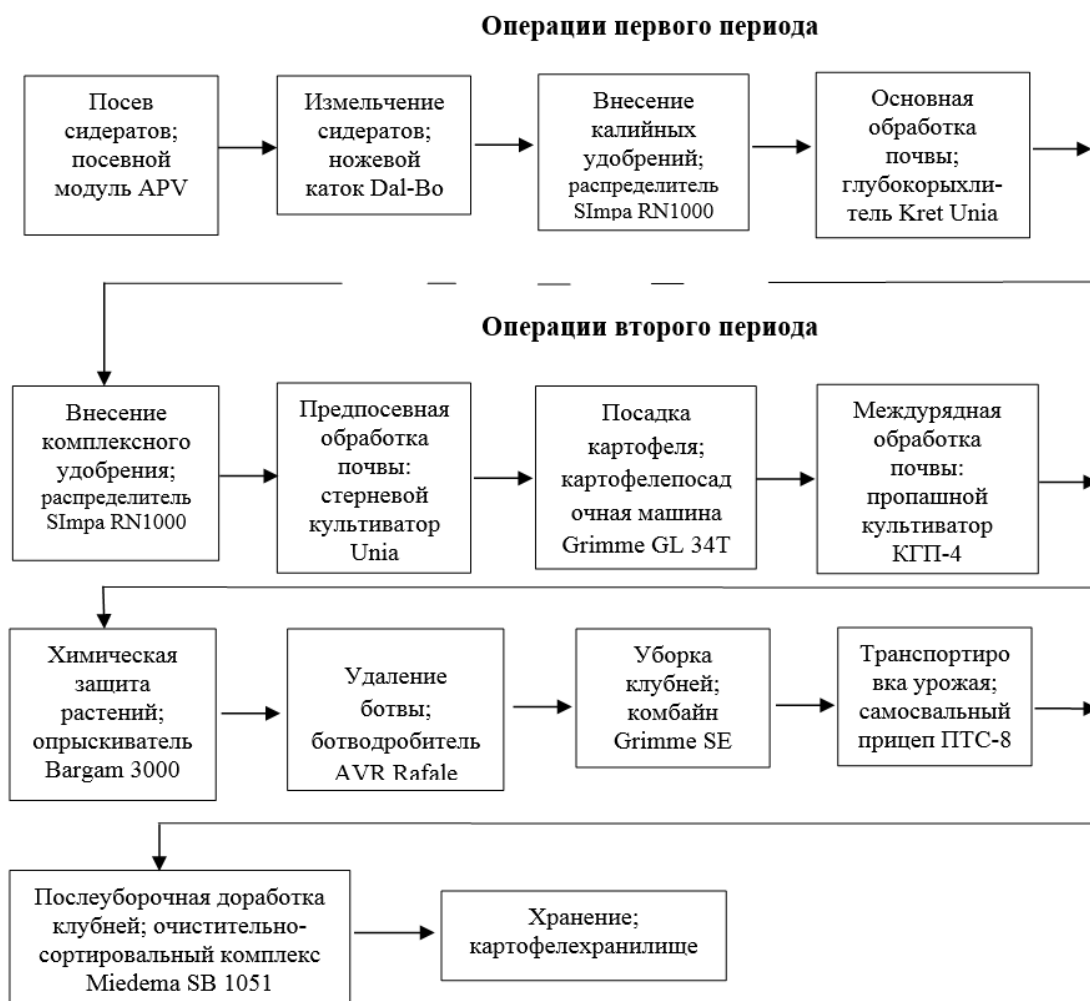 Операции первого периода
Посев
сидератов;
посевной
модуль APV
Измельчение
сидератов;
ножевой
каток Dal-Bo
Внесение
калийных
удобрений;
распределитель
SImpa RN1000
Основная
обработка
почвы;
глубокорыхли-
тель Kret Unia
Операции второго периода
Внесение
комплексного
удобрения;
распределитель
SImpa RN1000
Предпосевная
обработка
почвы:
стерневой
культиватор
Unia
Посадка
картофеля;
картофелепосад
очная машина
Grimme GL 34T
Междурядная
обработка
почвы:
пропашной
культиватор
КГП-4
Химическая
защита
растений;
опрыскиватель
Bargam 3000
Удаление
ботвы;
ботводробитель
AVR Rafale
Уборка
клубней;
комбайн
Grimme SE
Транспортиро
вка урожая;
самосвальный
прицеп ПТС-8
Послеуборочная доработка
клубней; очистительно-
сортировальный комплекс
Miedema SB 1051
Хранение;
картофелехранилище